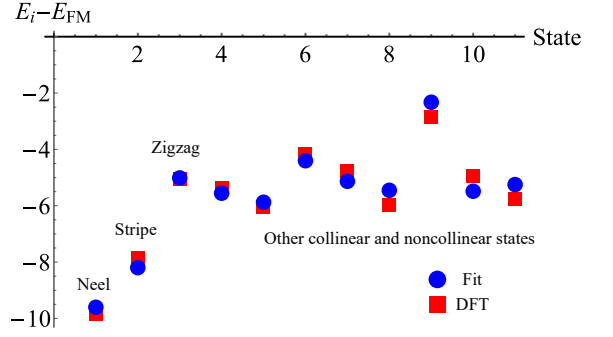 E_i−E_FM
State
2 4 6 8 10
−2
−4
−6
−8
−10
Zigzag
Stripe
Neel
Other collinear and noncollinear states
Fit
DFT